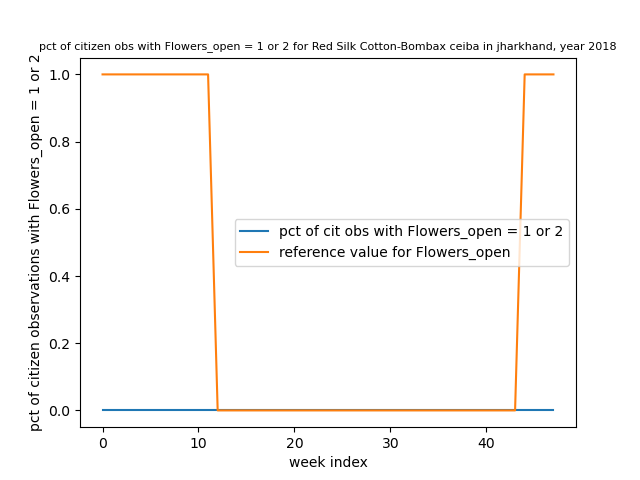 pct of citizen obs with Flowers_open = 1 or 2 for Red Silk Cotton-Bombax ceiba in jharkhand, year 2018
pct of citizen observations with Flowers_open = 1 or 2
1.0
0.8
0.6
0.4
0.2
0.0
pct of cit obs with Flowers_open = 1 or 2
reference value for Flowers_open
0 10 20 30 40
week index